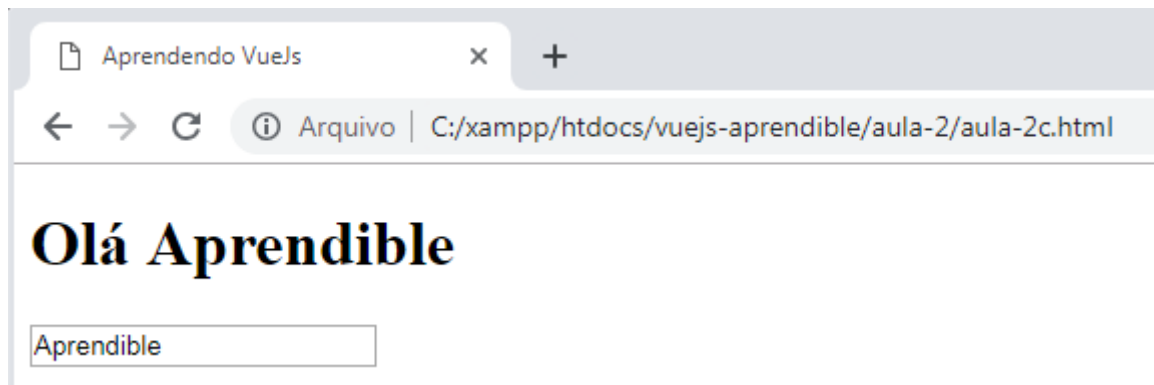 Aprendendo VueJs
Arquivo | C:/xampp/htdocs/vuejs-aprendible/aula-2/aula-2c.html
Olá Aprendible
Aprendible